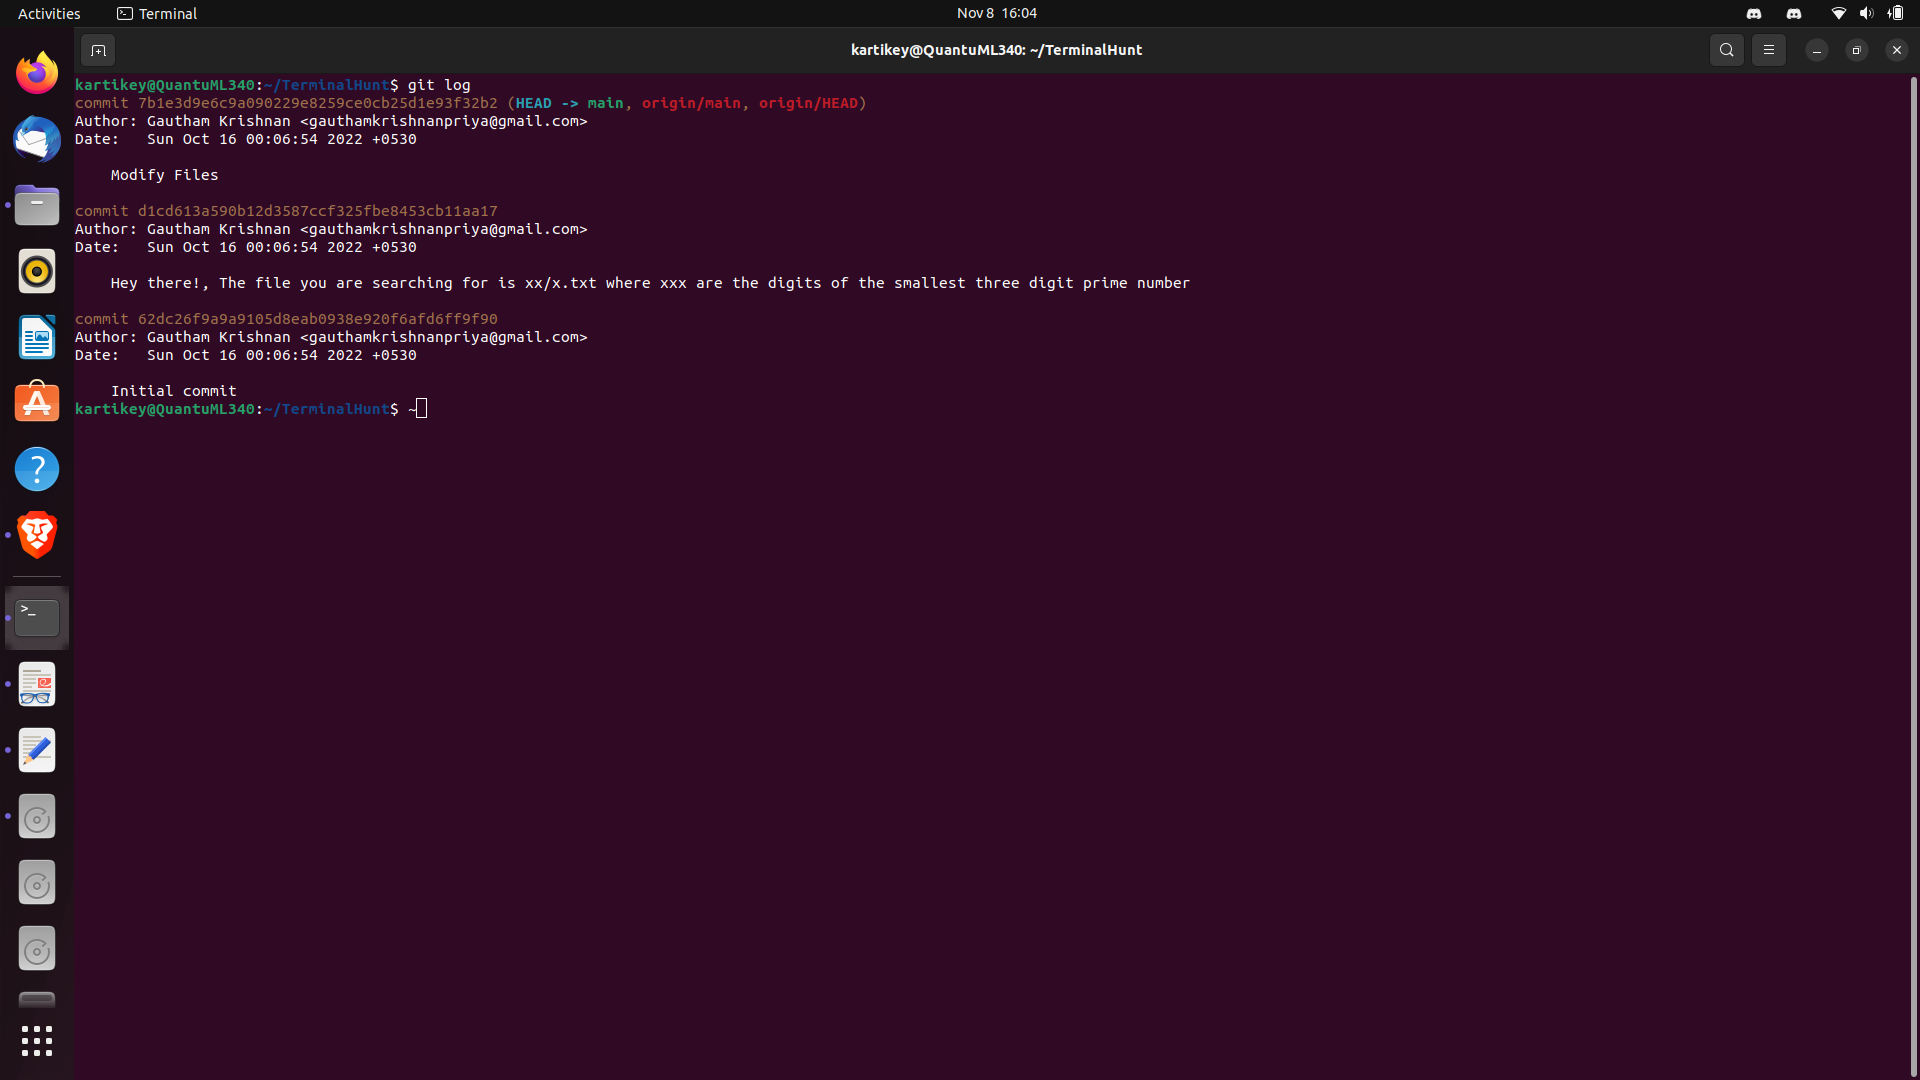 Activities Terminal Nov 8 16:04
kartikey@QuantuML340: ~/TerminalHunt
kartikey@QuantuML340:~/TerminalHunt$ git log
commit 7b1e3d9e6c9a090229e8259ce0cb25d1e93f32b2 (HEAD -> main, origin/main, origin/HEAD)
Author: Gautham Krishnan <gauthamkrishnanpriya@gmail.com>
Date:   Sun Oct 16 00:06:54 2022 +0530
    Modify Files
commit d1cd613a590b12d3587ccf325fbe8453cb11aa17
Author: Gautham Krishnan <gauthamkrishnanpriya@gmail.com>
Date:   Sun Oct 16 00:06:54 2022 +0530
    Hey there!, The file you are searching for is xx/x.txt where xxx are the digits of the smallest three digit prime number
commit 62dc26f9a9a9105d8eab0938e920f6afd6ff9f90
Author: Gautham Krishnan <gauthamkrishnanpriya@gmail.com>
Date:   Sun Oct 16 00:06:54 2022 +0530
    Initial commit
kartikey@QuantuML340:~/TerminalHunt$ ~